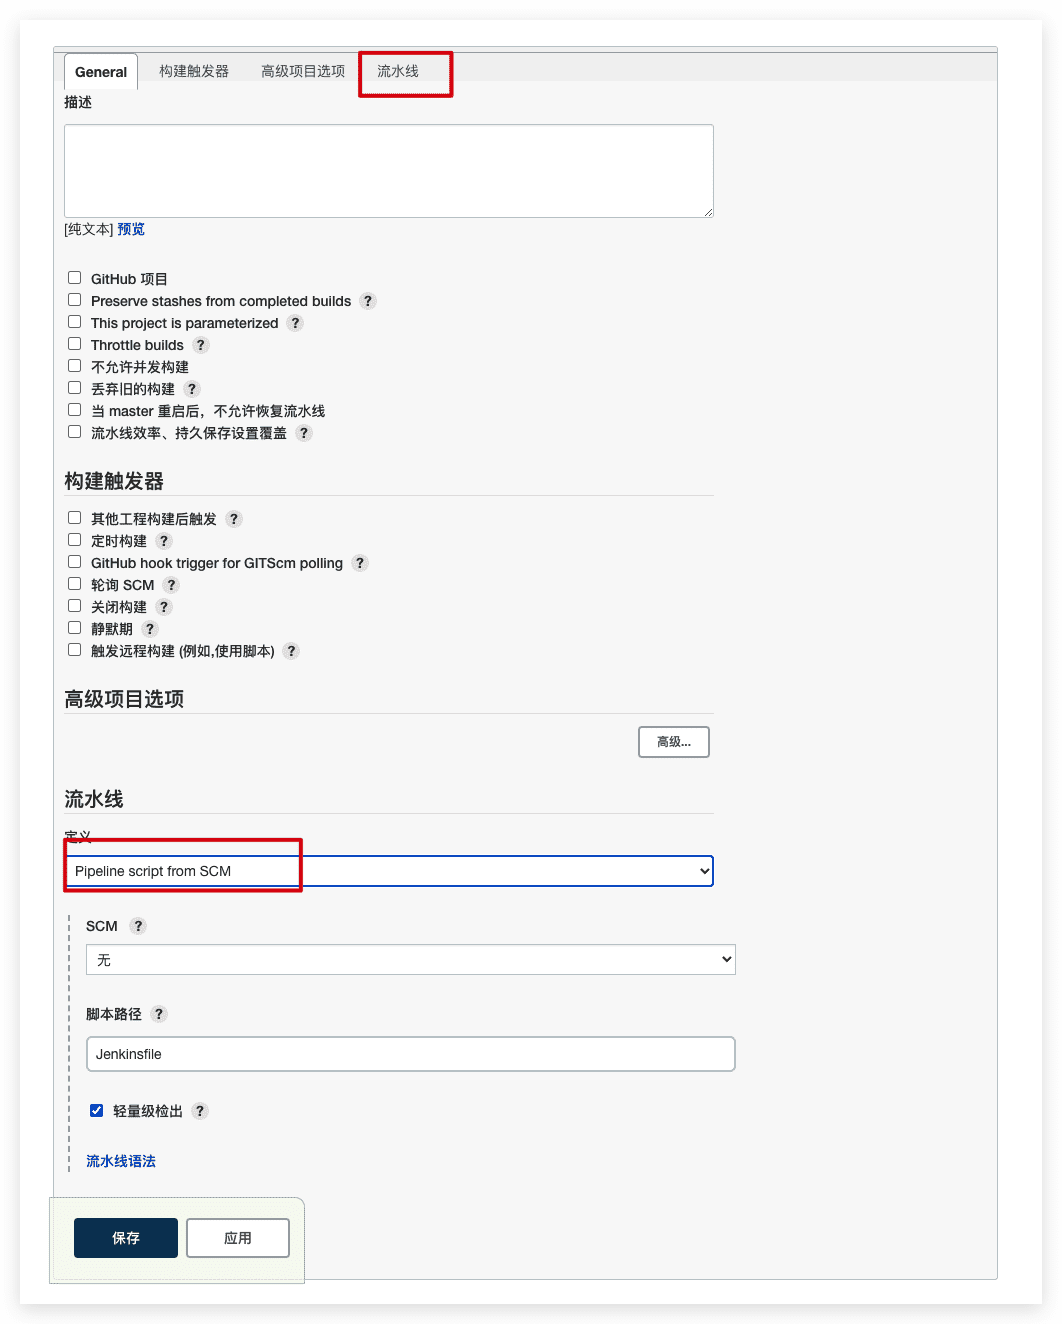 General 构建触发器 高级项目选项 流水线
描述
[纯文本] 预览
GitHub 项目
Preserve stashes from completed builds ?
This project is parameterized ?
Throttle builds ?
不允许并发构建
丢弃旧的构建 ?
当 master 重启后，不允许恢复流水线
流水线效率、持久保存设置覆盖 ?
构建触发器
其他工程构建后触发 ?
定时构建 ?
GitHub hook trigger for GITScm polling ?
轮询 SCM ?
关闭构建 ?
静默期 ?
触发远程构建 (例如,使用脚本) ?
高级项目选项
高级...
流水线
定义
Pipeline script from SCM
SCM ?
无
脚本路径 ?
Jenkinsfile
轻量级检出 ?
流水线语法
保存 应用